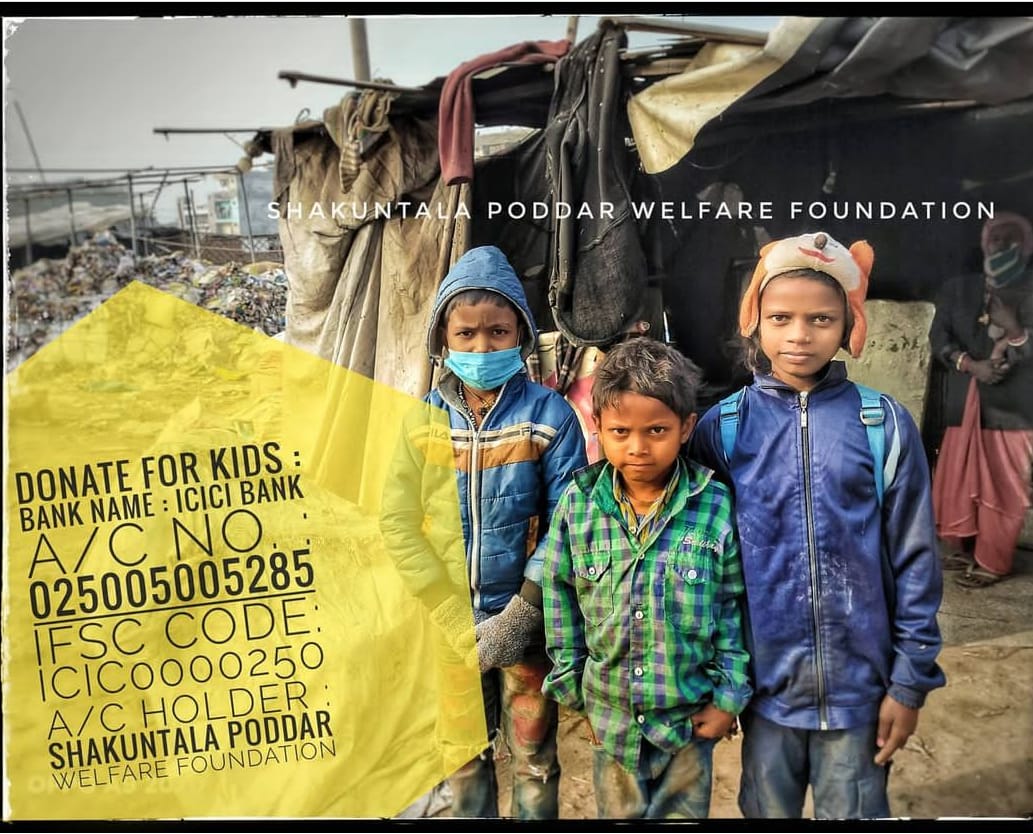 SHAKUNTALA PODDAR WELFARE FOUNDATION
DONATE FOR KIDS :
BANK NAME : ICICI BANK
A/C NO. :
025005005285
IFSC CODE:
ICIC0000250
A/C HOLDER :
SHAKUNTALA PODDAR
WELFARE FOUNDATION